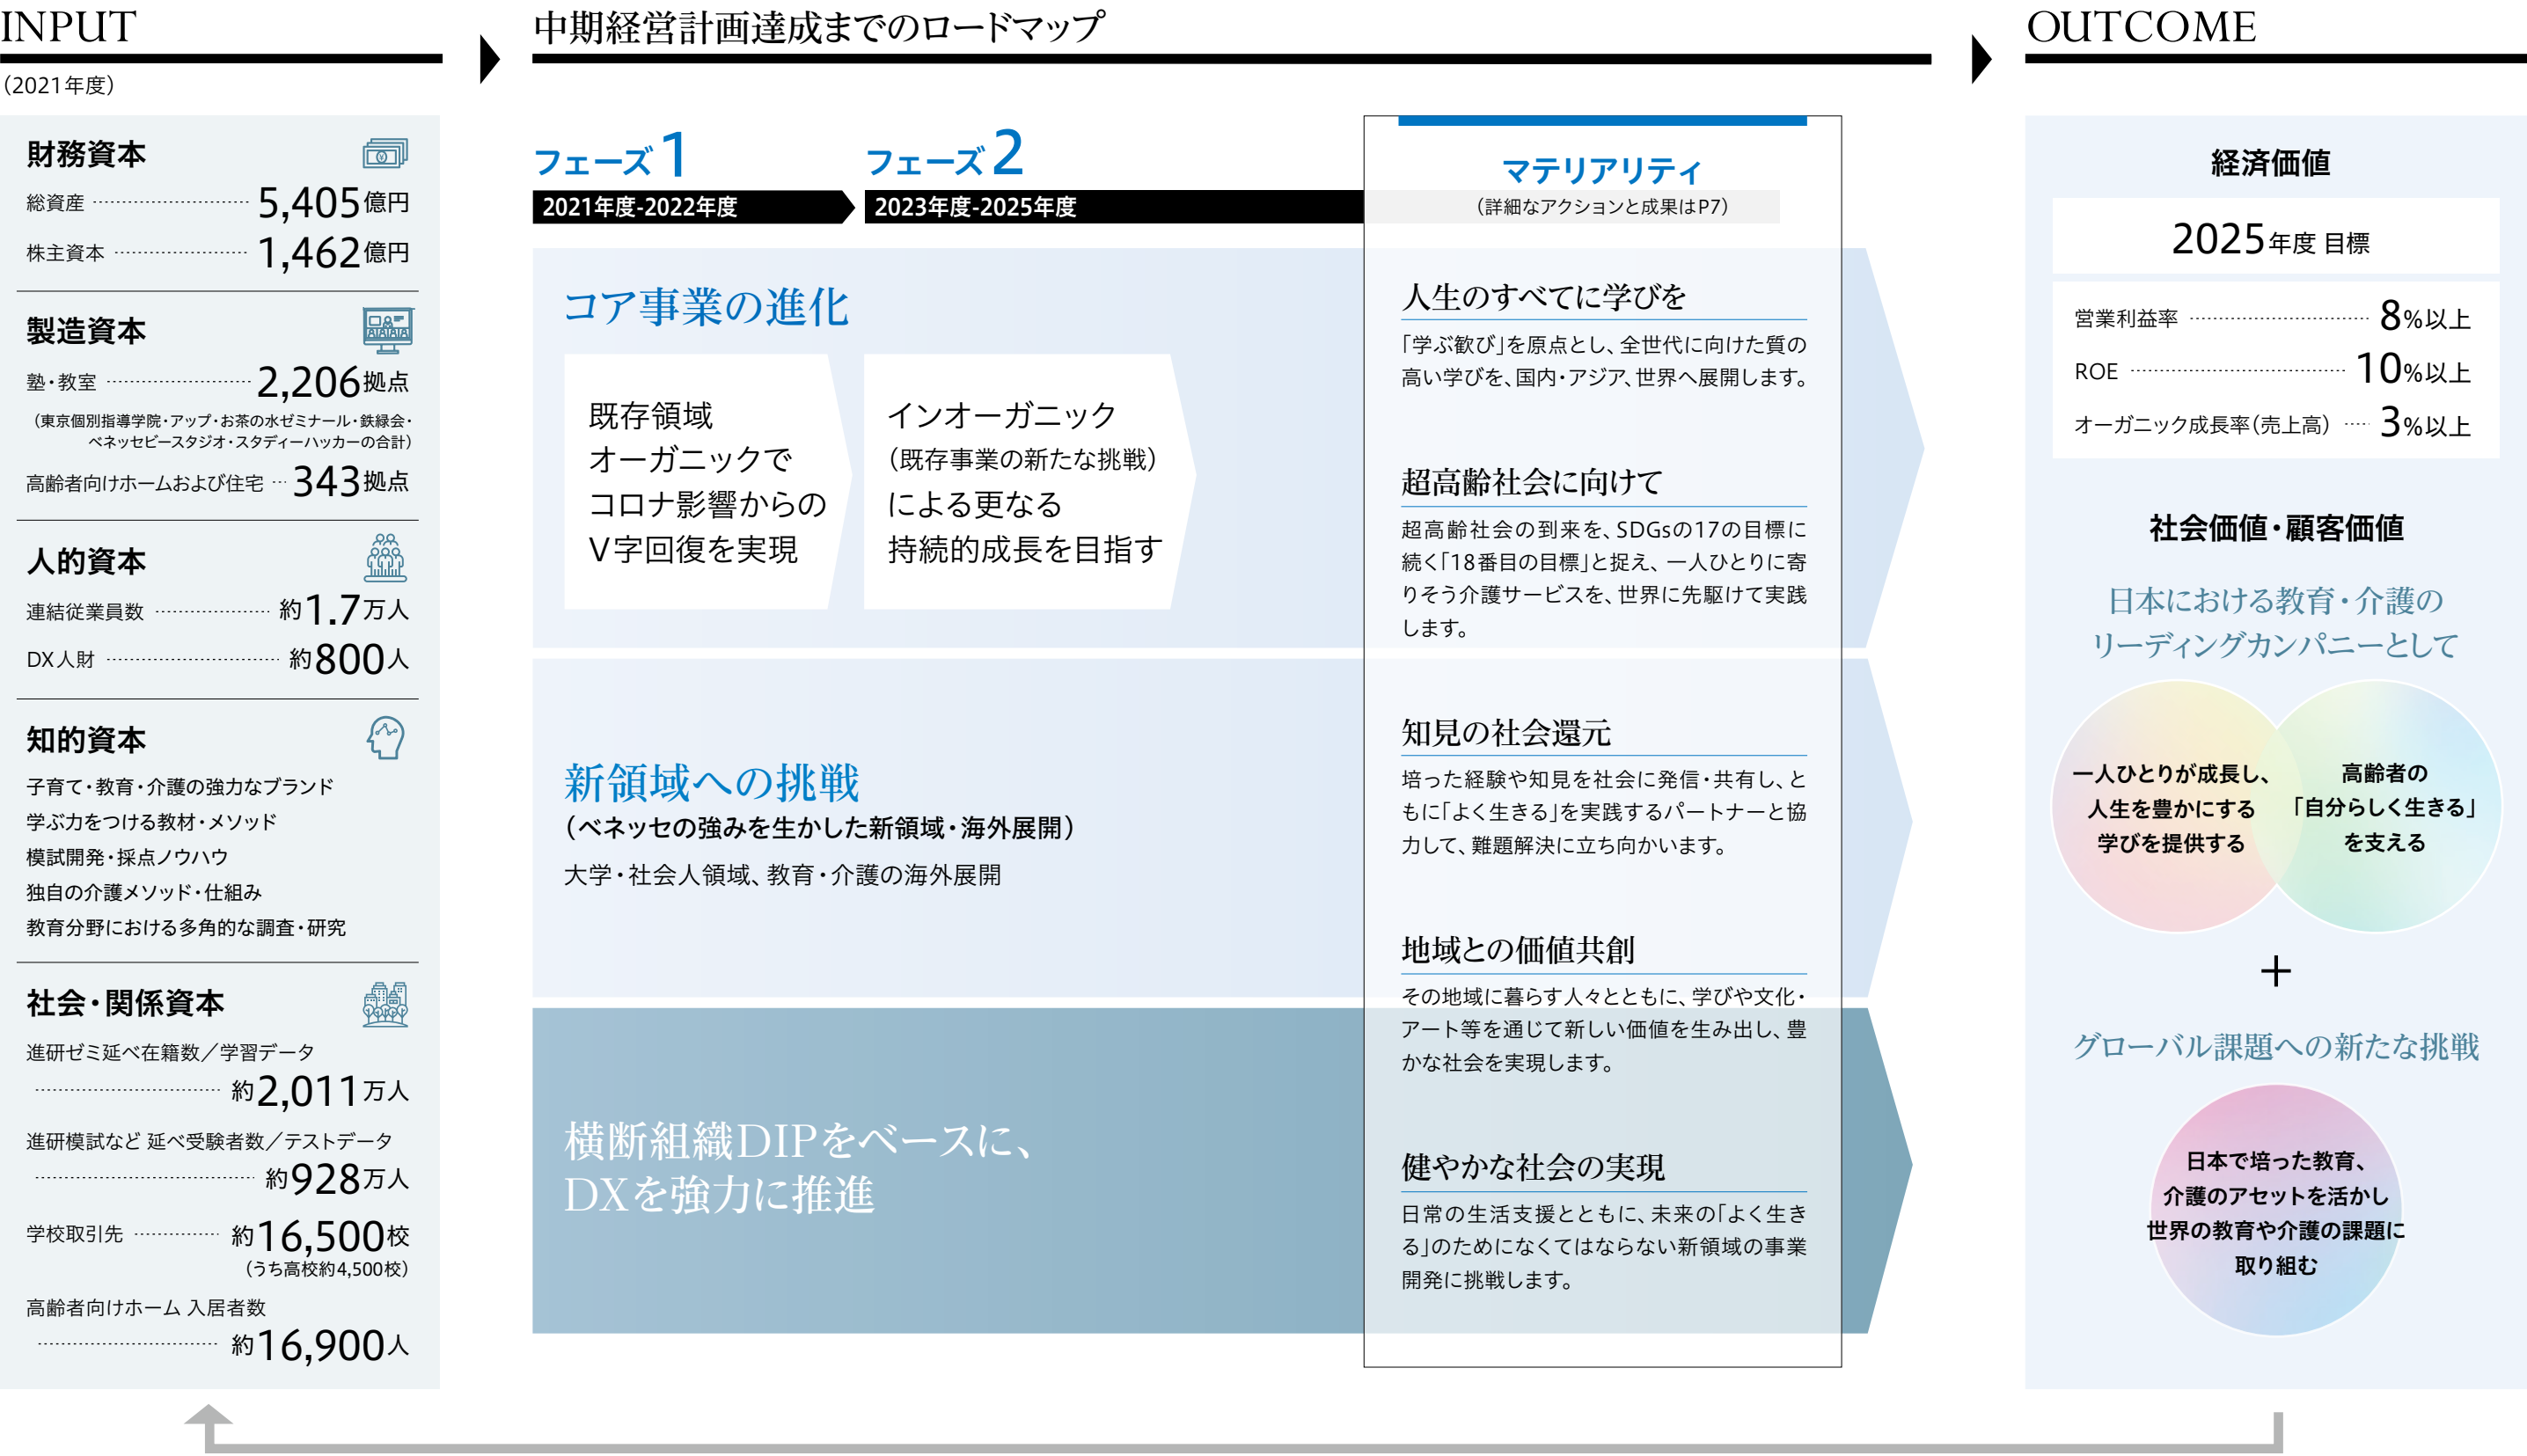 INPUT
（2021年度）
財務資本
総資産 5,405億円
株主資本 1,462億円
製造資本
塾・教室 2,206拠点
（東京個別指導学院・アップ・お茶の水ゼミナール・鉄緑会・
ベネッセビースタジオ・スタディーハッカーの合計）
高齢者向けホームおよび住宅 343拠点
人的資本
連結従業員数 約1.7万人
DX人財 約800人
知的資本
子育て・教育・介護の強力なブランド
学ぶ力をつける教材・メソッド
模試開発・採点ノウハウ
独自の介護メソッド・仕組み
教育分野における多角的な調査・研究
社会・関係資本
進研ゼミ延べ在籍数／学習データ
約2,011万人
進研模試など 延べ受験者数／テストデータ
約928万人
学校取引先 約16,500校
（うち高校約4,500校）
高齢者向けホーム 入居者数
約16,900人
中期経営計画達成までのロードマップ
フェーズ1
2021年度-2022年度
フェーズ2
2023年度-2025年度
コア事業の進化
既存領域
オーガニックで
コロナ影響からの
V字回復を実現
インオーガニック
（既存事業の新たな挑戦）
による更なる
持続的成長を目指す
新領域への挑戦
（ベネッセの強みを生かした新領域・海外展開）
大学・社会人領域、教育・介護の海外展開
横断組織DIPをベースに、
DXを強力に推進
マテリアリティ
（詳細なアクションと成果はP7）
人生のすべてに学びを
「学ぶ歓び」を原点とし、全世代に向けた質の
高い学びを、国内・アジア、世界へ展開します。
超高齢社会に向けて
超高齢社会の到来を、SDGsの17の目標に
続く「18番目の目標」と捉え、一人ひとりに寄
りそう介護サービスを、世界に先駆けて実践
します。
知見の社会還元
培った経験や知見を社会に発信・共有し、と
もに「よく生きる」を実践するパートナーと協
力して、難題解決に立ち向かいます。
地域との価値共創
その地域に暮らす人々とともに、学びや文化・
アート等を通じて新しい価値を生み出し、豊
かな社会を実現します。
健やかな社会の実現
日常の生活支援とともに、未来の「よく生き
る」のためになくてはならない新領域の事業
開発に挑戦します。
OUTCOME
経済価値
2025年度 目標
営業利益率 8%以上
ROE 10%以上
オーガニック成長率（売上高） 3%以上
社会価値・顧客価値
日本における教育・介護の
リーディングカンパニーとして
一人ひとりが成長し、
人生を豊かにする
学びを提供する
高齢者の
「自分らしく生きる」
を支える
+
グローバル課題への新たな挑戦
日本で培った教育、
介護のアセットを活かし
世界の教育や介護の課題に
取り組む